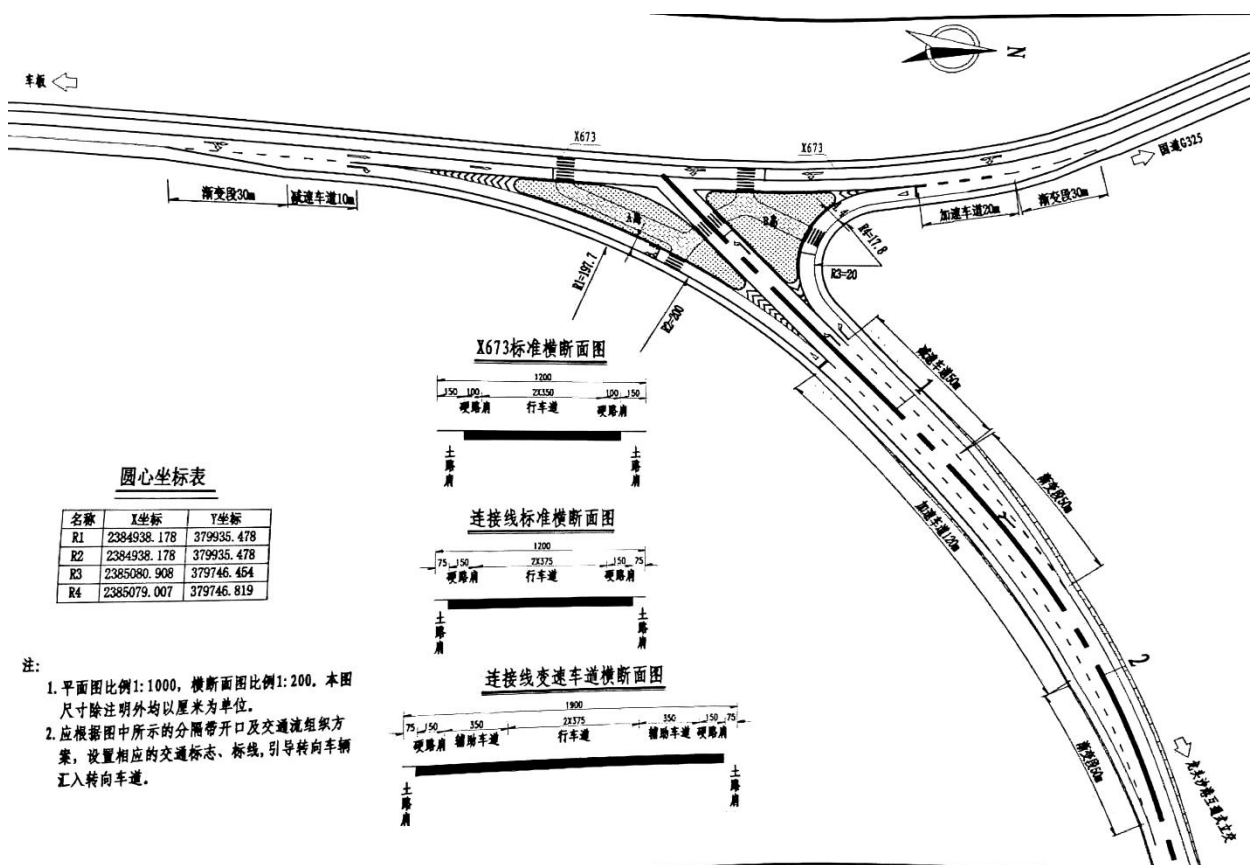 N
车板
X673
X673
国道G325
渐变段30m
减速车道10m
加速车道20m
渐变段30m
A岛
B岛
R4=17.8
R3=20
R1=197.7
R2=200
减速车道50m
渐变段50m
加速车道120m
渐变段50m
1
2
龙头沙港互通式立交
X673标准横断面图
1200
150 100 2X350 100 150
硬路肩 行车道 硬路肩
土路肩 土路肩
连接线标准横断面图
1200
75 150 2X375 150 75
硬路肩 行车道 硬路肩
土路肩 土路肩
连接线变速车道横断面图
1900
75 150 350 2X375 350 150 75
硬路肩 辅助车道 行车道 辅助车道 硬路肩
土路肩 土路肩
圆心坐标表
名称 X坐标 Y坐标
R1 2384938.178 379935.478
R2 2384938.178 379935.478
R3 2385080.908 379746.454
R4 2385079.007 379746.819
注:
1.平面图比例1:1000,横断面图比例1:200。本图
尺寸除注明外均以厘米为单位。
2.应根据图中所示的分隔带开口及交通流组织方
案,设置相应的交通标志、标线,引导转向车辆
汇入转向车道。